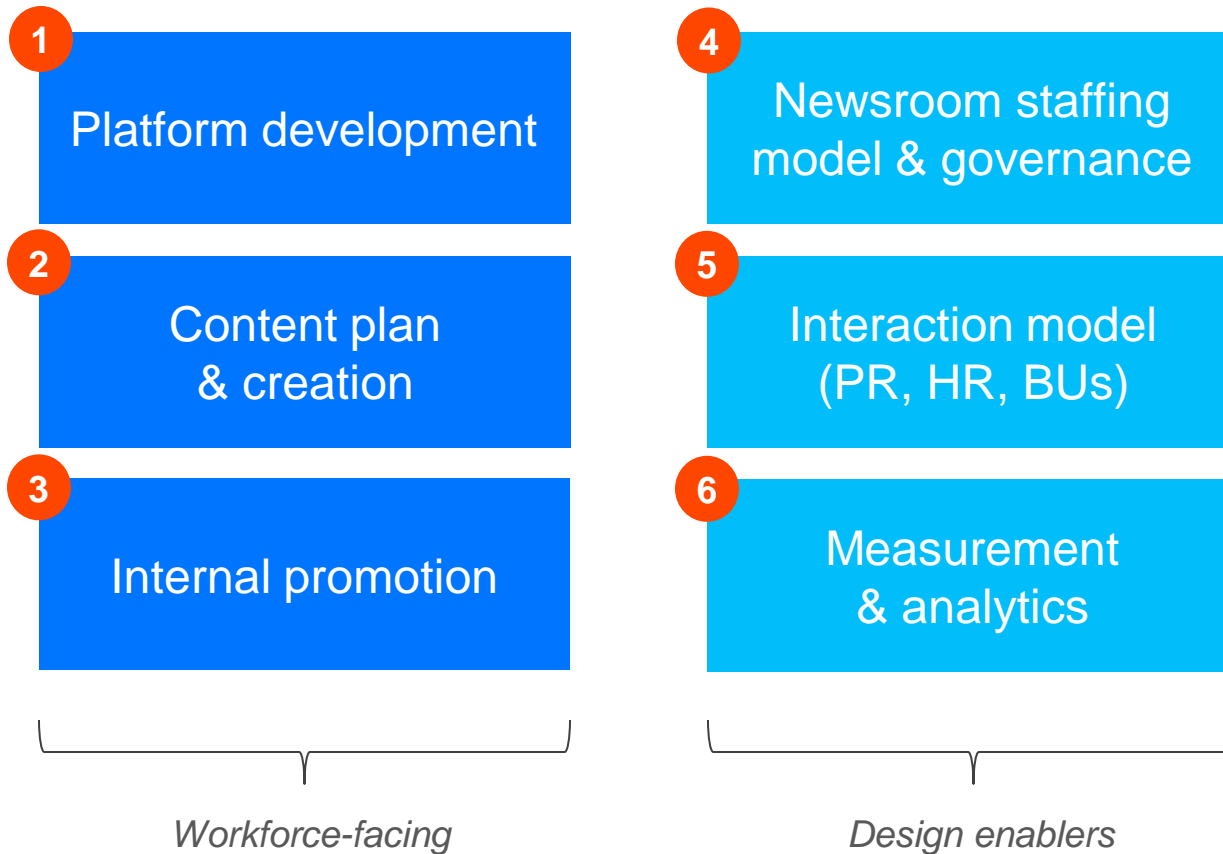 1
Platform development
2
Content plan
& creation
3
Internal promotion
Workforce-facing
4
Newsroom staffing
model & governance
5
Interaction model
(PR, HR, BUs)
6
Measurement
& analytics
Design enablers